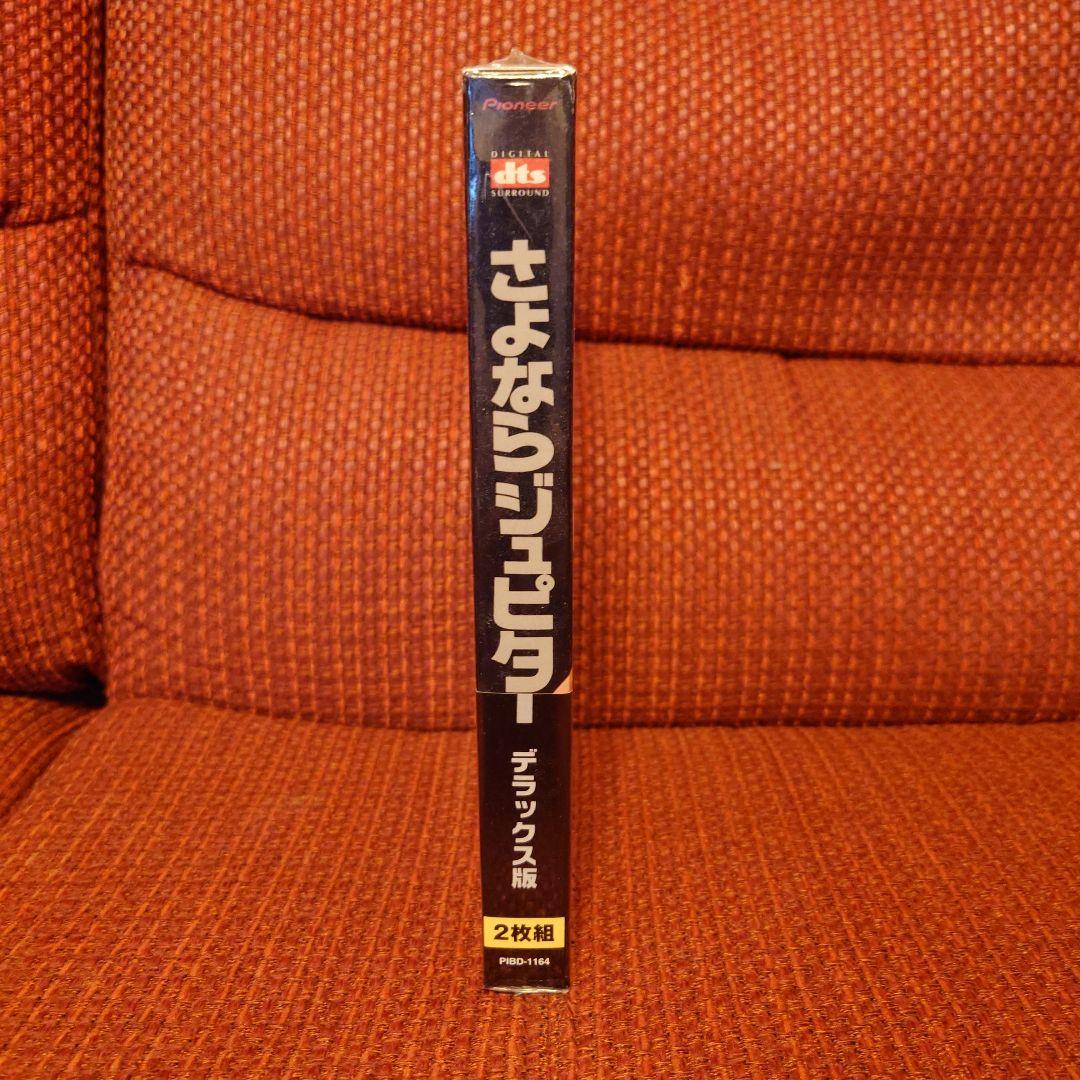 Pioneer
DIGITAL
dts
SURROUND
さよならジュピター
デラックス版
2枚組
PIBD-1164